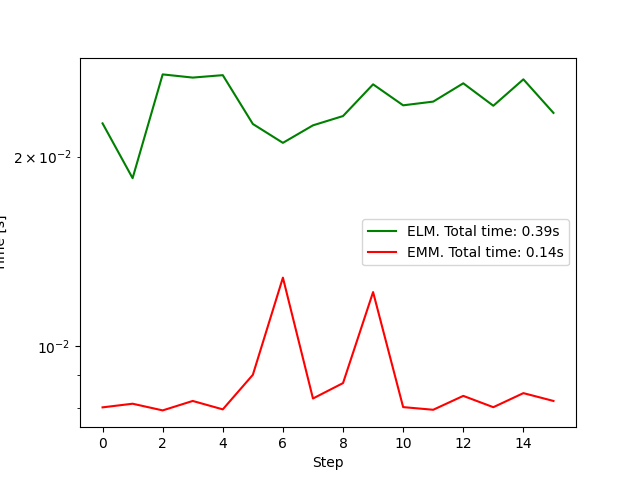 2 × 10⁻²
10⁻²
Time [s]
ELM. Total time: 0.39s
EMM. Total time: 0.14s
0 2 4 6 8 10 12 14
Step